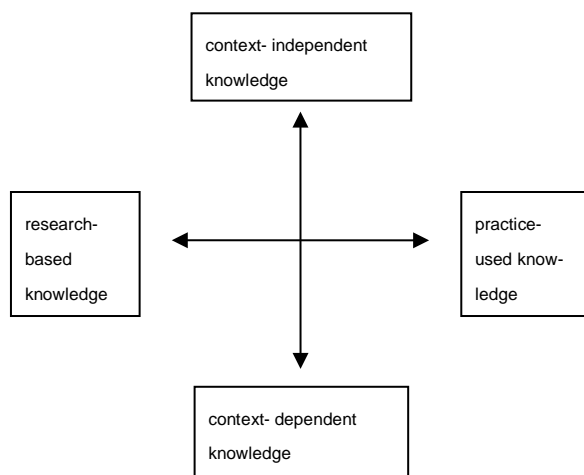 context- independent
knowledge
research-
based
knowledge
practice-
used know-
ledge
context- dependent
knowledge